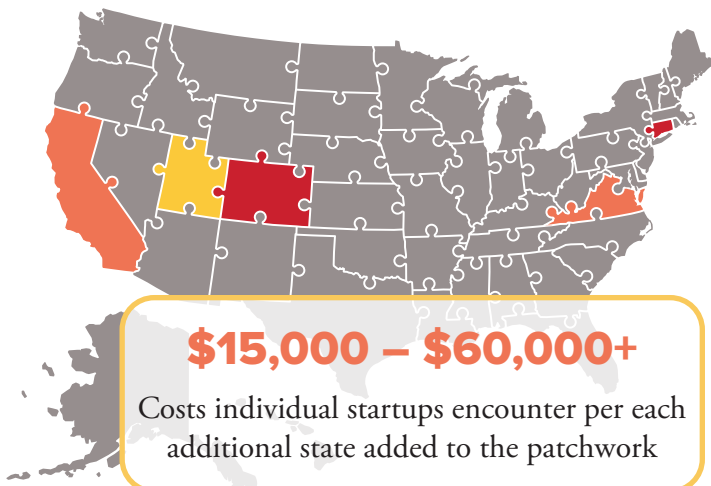 $15,000 – $60,000+
Costs individual startups encounter per each
additional state added to the patchwork